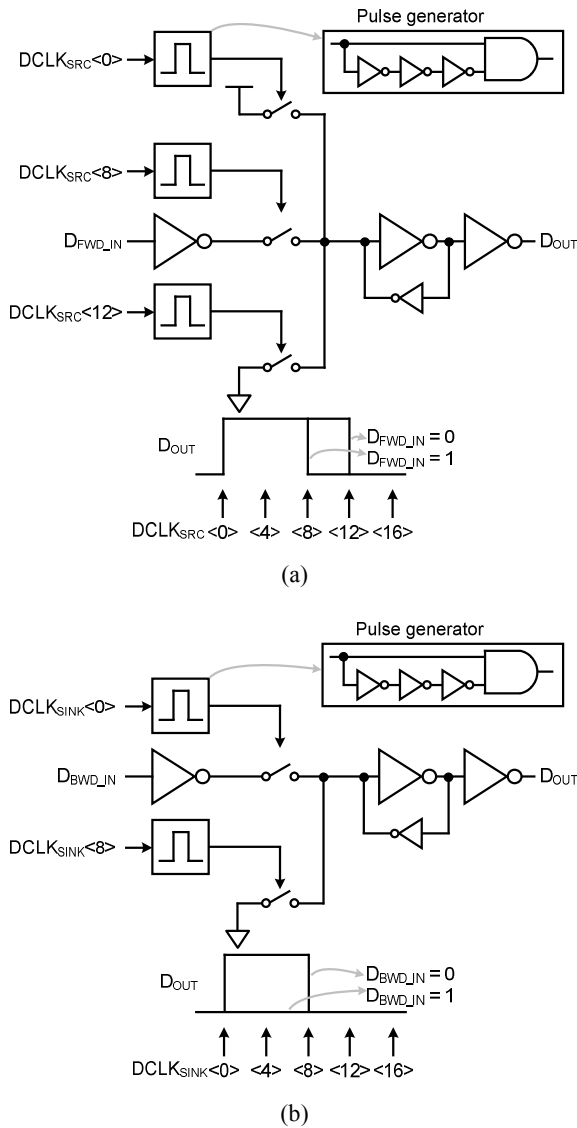 Pulse generator
DCLKSRC<0>
DCLKSRC<8>
DFWD_IN
DOUT
DCLKSRC<12>
DOUT
DFWD_IN = 0
DFWD_IN = 1
DCLKSRC <0> <4> <8> <12> <16>
(a)
Pulse generator
DCLKSINK<0>
DBWD_IN
DOUT
DCLKSINK<8>
DOUT
DBWD_IN = 0
DBWD_IN = 1
DCLKSINK <0> <4> <8> <12> <16>
(b)